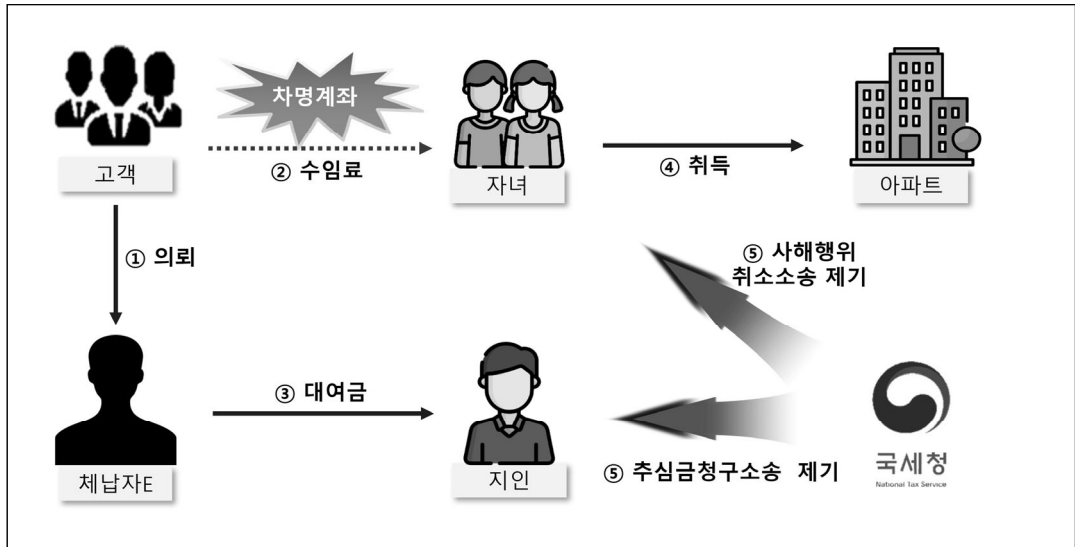 차명계좌
② 수임료
고객
자녀
④ 취득
아파트
① 의뢰
⑤ 사해행위
취소소송 제기
③ 대여금
체납자E
지인
⑤ 추심금청구소송 제기
국세청
National Tax Service